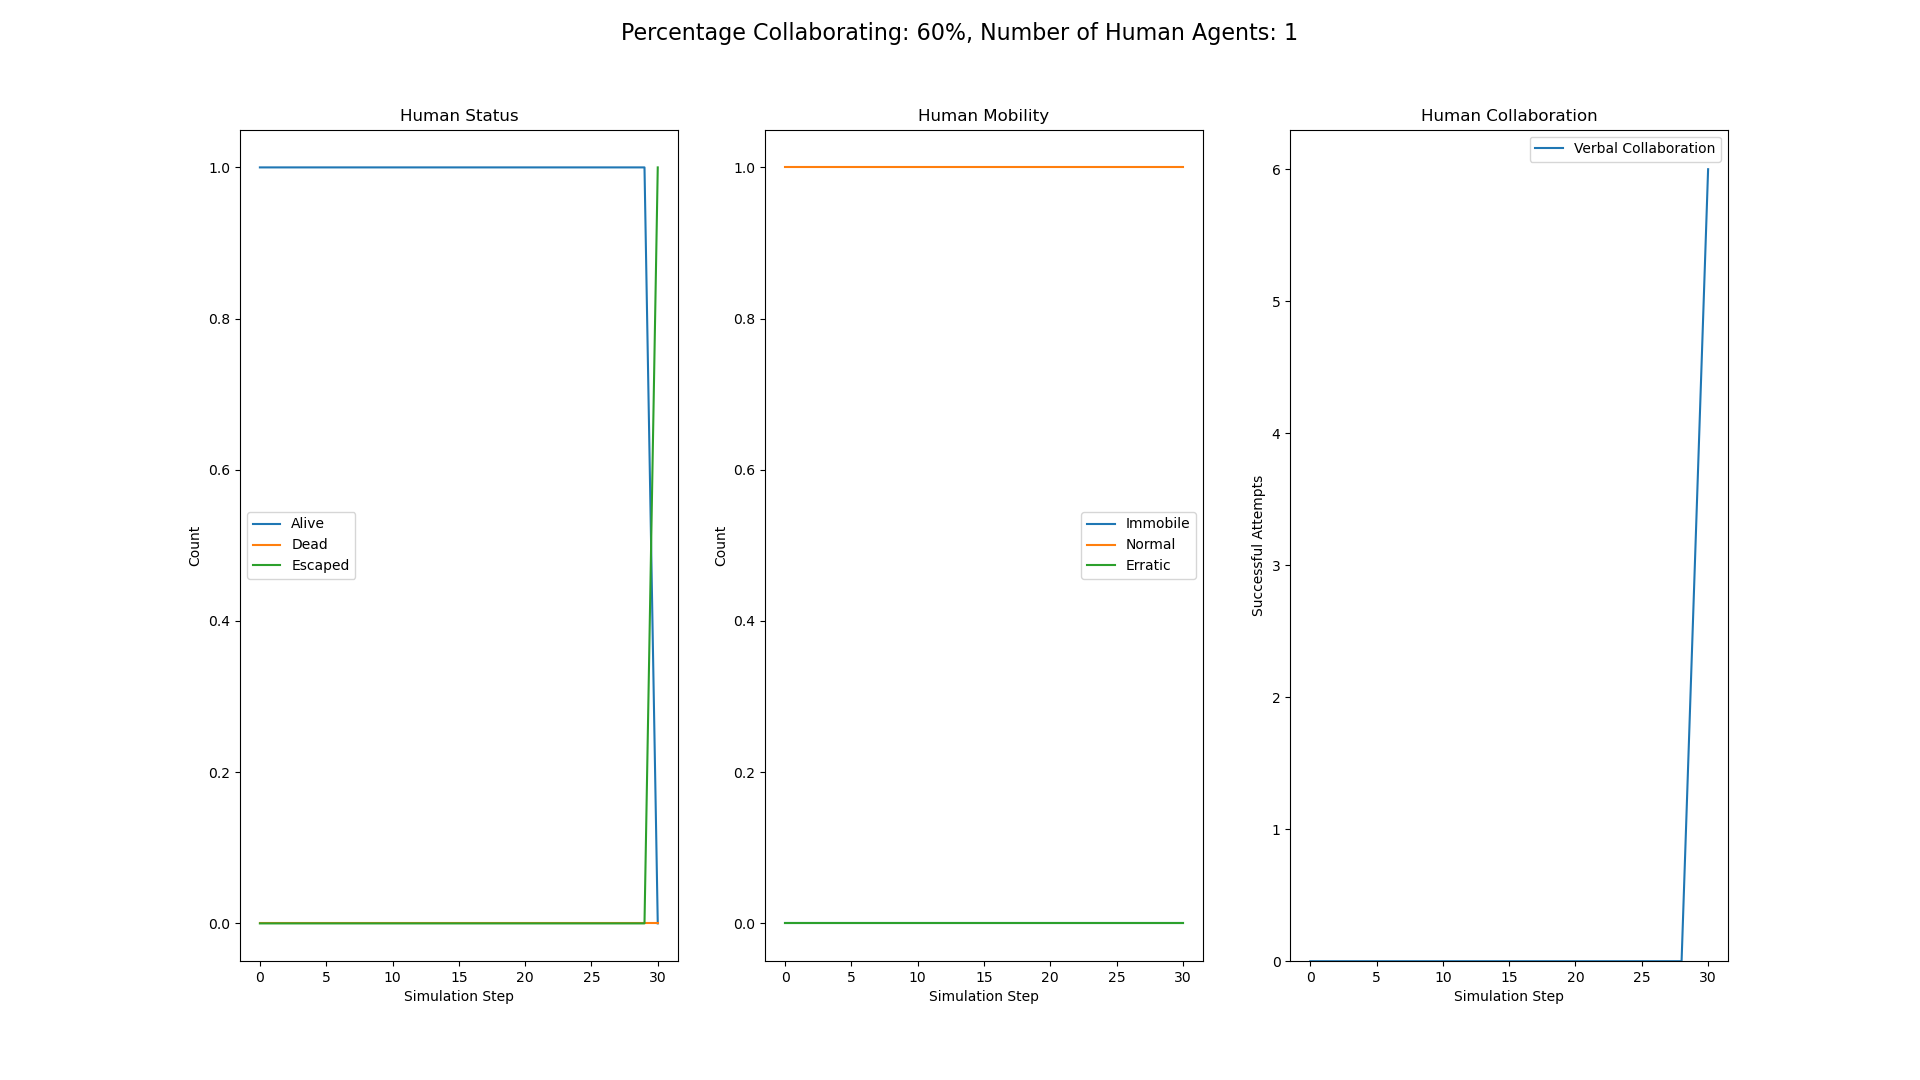 Percentage Collaborating: 60%, Number of Human Agents: 1
Human Status
1.0
0.8
0.6
0.4
0.2
0.0
Count
Alive
Dead
Escaped
0 5 10 15 20 25 30
Simulation Step
Human Mobility
1.0
0.8
0.6
0.4
0.2
0.0
Count
Immobile
Normal
Erratic
0 5 10 15 20 25 30
Simulation Step
Human Collaboration
Verbal Collaboration
6
5
4
3
2
1
0
Successful Attempts
0 5 10 15 20 25 30
Simulation Step